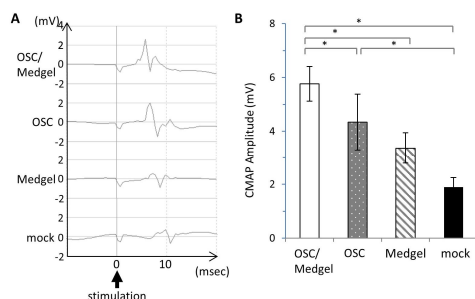 A
(mV)
4
2
0
-2
OSC/
Medgel
2
OSC 0
-2
2
Medgel 0
-2
2
mock 0
-2
0 10 (msec)
stimulation
B
8
6
4
2
0
CMAP Amplitude (mV)
*
*
* *
OSC/ OSC Medgel mock
Medgel